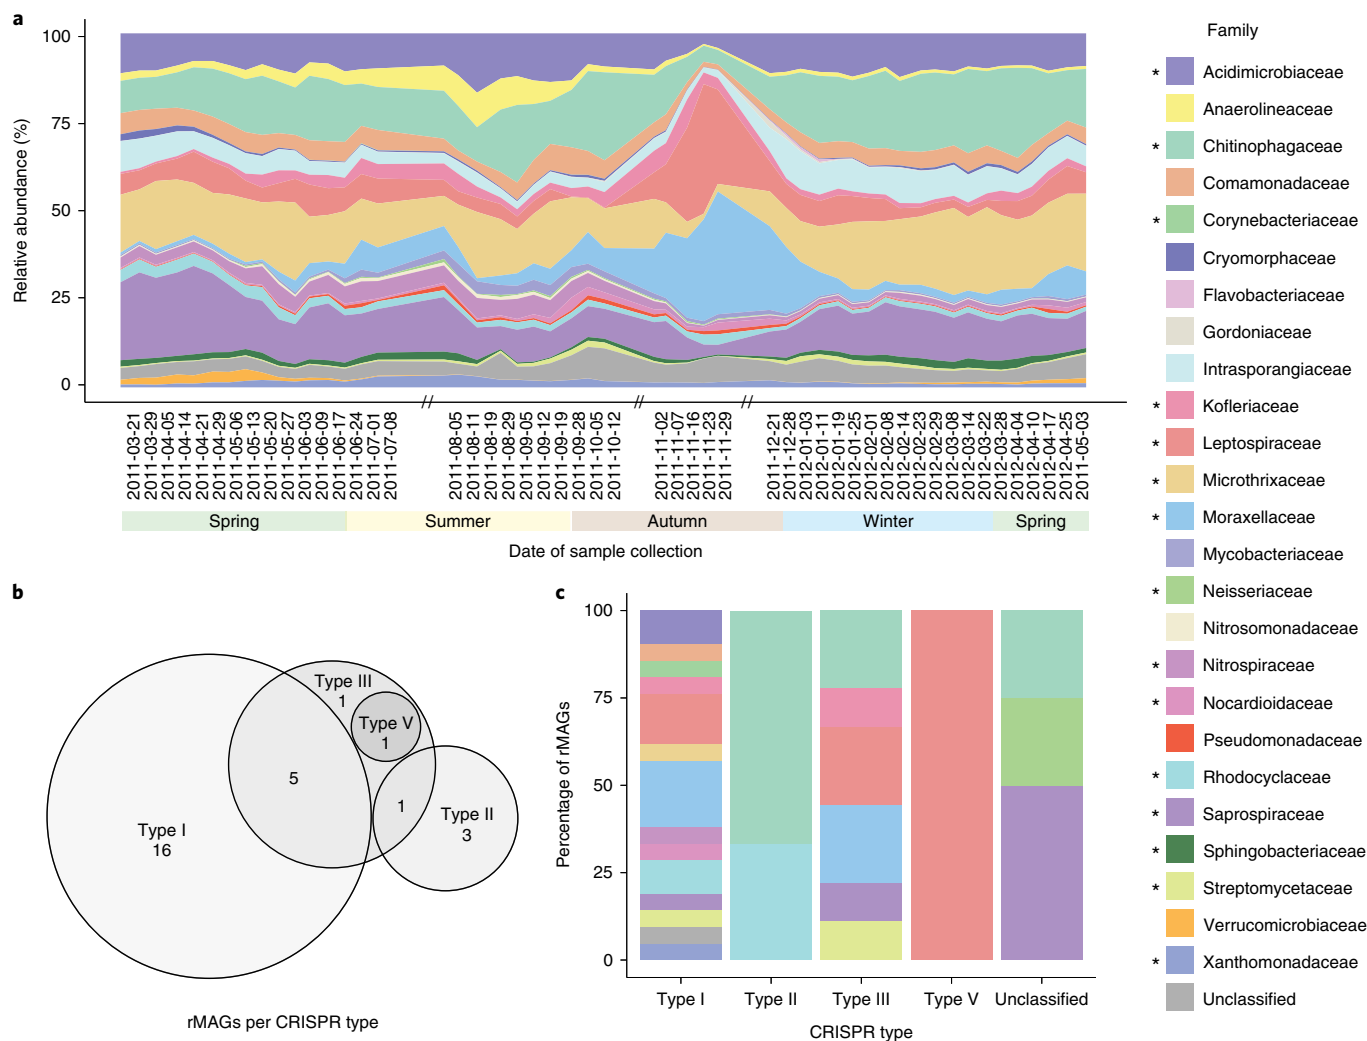 a
100
75
50
25
0
Relative abundance (%)
2011-03-21
2011-03-29
2011-04-05
2011-04-14
2011-04-21
2011-04-29
2011-05-06
2011-05-13
2011-05-20
2011-05-27
2011-06-03
2011-06-09
2011-06-17
2011-06-24
2011-07-01
2011-07-08
2011-08-05
2011-08-11
2011-08-19
2011-08-29
2011-09-05
2011-09-12
2011-09-19
2011-09-28
2011-10-05
2011-10-12
2011-11-02
2011-11-07
2011-11-16
2011-11-23
2011-11-29
2011-12-21
2011-12-28
2012-01-03
2012-01-11
2012-01-19
2012-01-25
2012-02-01
2012-02-08
2012-02-14
2012-02-23
2012-02-29
2012-03-08
2012-03-14
2012-03-22
2012-03-28
2012-04-04
2012-04-10
2012-04-17
2012-04-25
2011-05-03
Spring
Summer
Autumn
Winter
Spring
Date of sample collection
Family
* Acidimicrobiaceae
Anaerolineaceae
* Chitinophagaceae
Comamonadaceae
* Corynebacteriaceae
Cryomorphaceae
Flavobacteriaceae
Gordoniaceae
Intrasporangiaceae
* Kofleriaceae
* Leptospiraceae
* Microthrixaceae
* Moraxellaceae
Mycobacteriaceae
* Neisseriaceae
Nitrosomonadaceae
* Nitrospiraceae
* Nocardioidaceae
Pseudomonadaceae
* Rhodocyclaceae
* Saprospiraceae
* Sphingobacteriaceae
* Streptomycetaceae
Verrucomicrobiaceae
* Xanthomonadaceae
Unclassified
b
Type III
1
Type V
1
5
1
Type II
3
Type I
16
rMAGs per CRISPR type
c
100
75
50
25
0
Percentage of rMAGs
Type I
Type II
Type III
Type V
Unclassified
CRISPR type